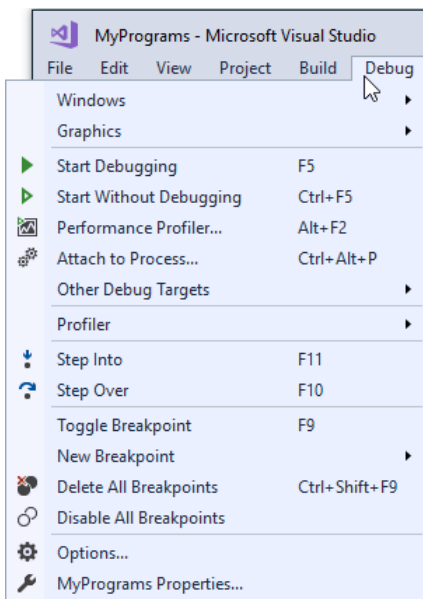 MyPrograms - Microsoft Visual Studio
File Edit View Project Build Debug
Windows
Graphics
Start Debugging F5
Start Without Debugging Ctrl+F5
Performance Profiler... Alt+F2
Attach to Process... Ctrl+Alt+P
Other Debug Targets
Profiler
Step Into F11
Step Over F10
Toggle Breakpoint F9
New Breakpoint
Delete All Breakpoints Ctrl+Shift+F9
Disable All Breakpoints
Options...
MyPrograms Properties...